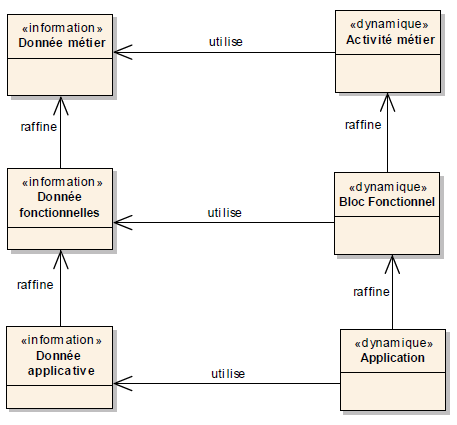 «information»
Donnée métier
utilise
«dynamique»
Activité métier
raffine
raffine
«information»
Donnée
fonctionnelles
utilise
«dynamique»
Bloc Fonctionnel
raffine
raffine
«information»
Donnée
applicative
utilise
«dynamique»
Application